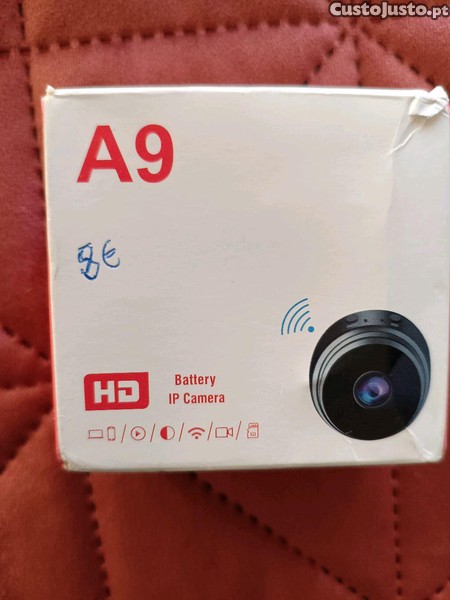 CustoJusto.pt
A9
8€
HD
Battery
IP Camera